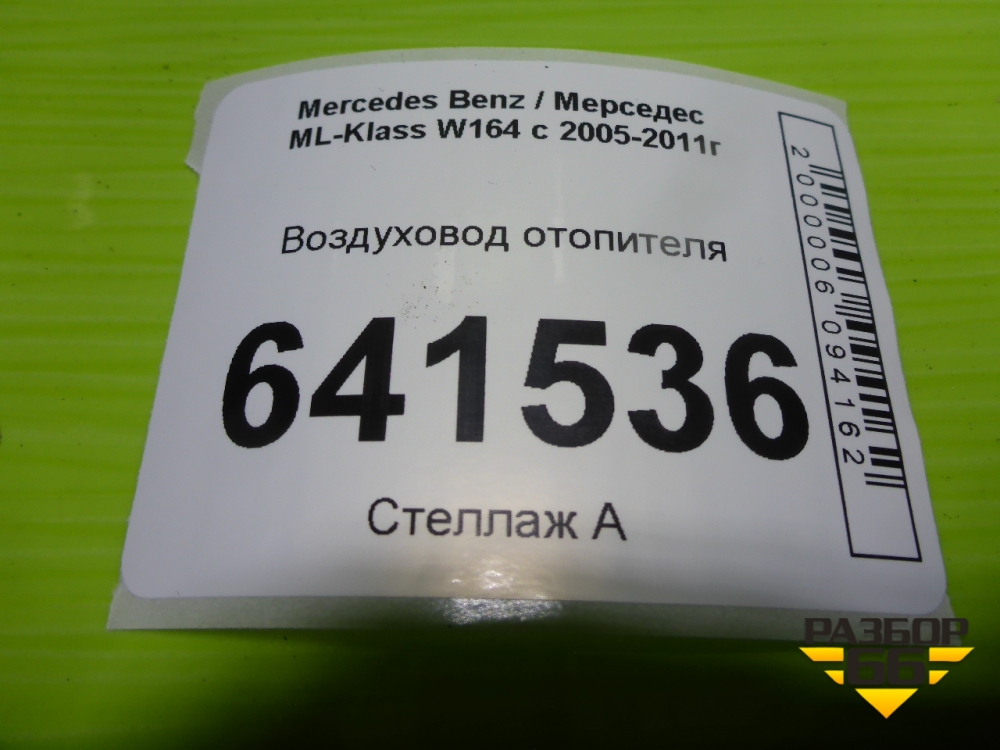 Mercedes Benz / Мерседес
ML-Klass W164 с 2005-2011г
Воздуховод отопителя
641536
Стеллаж А
2000006094162
РАЗБОР
66